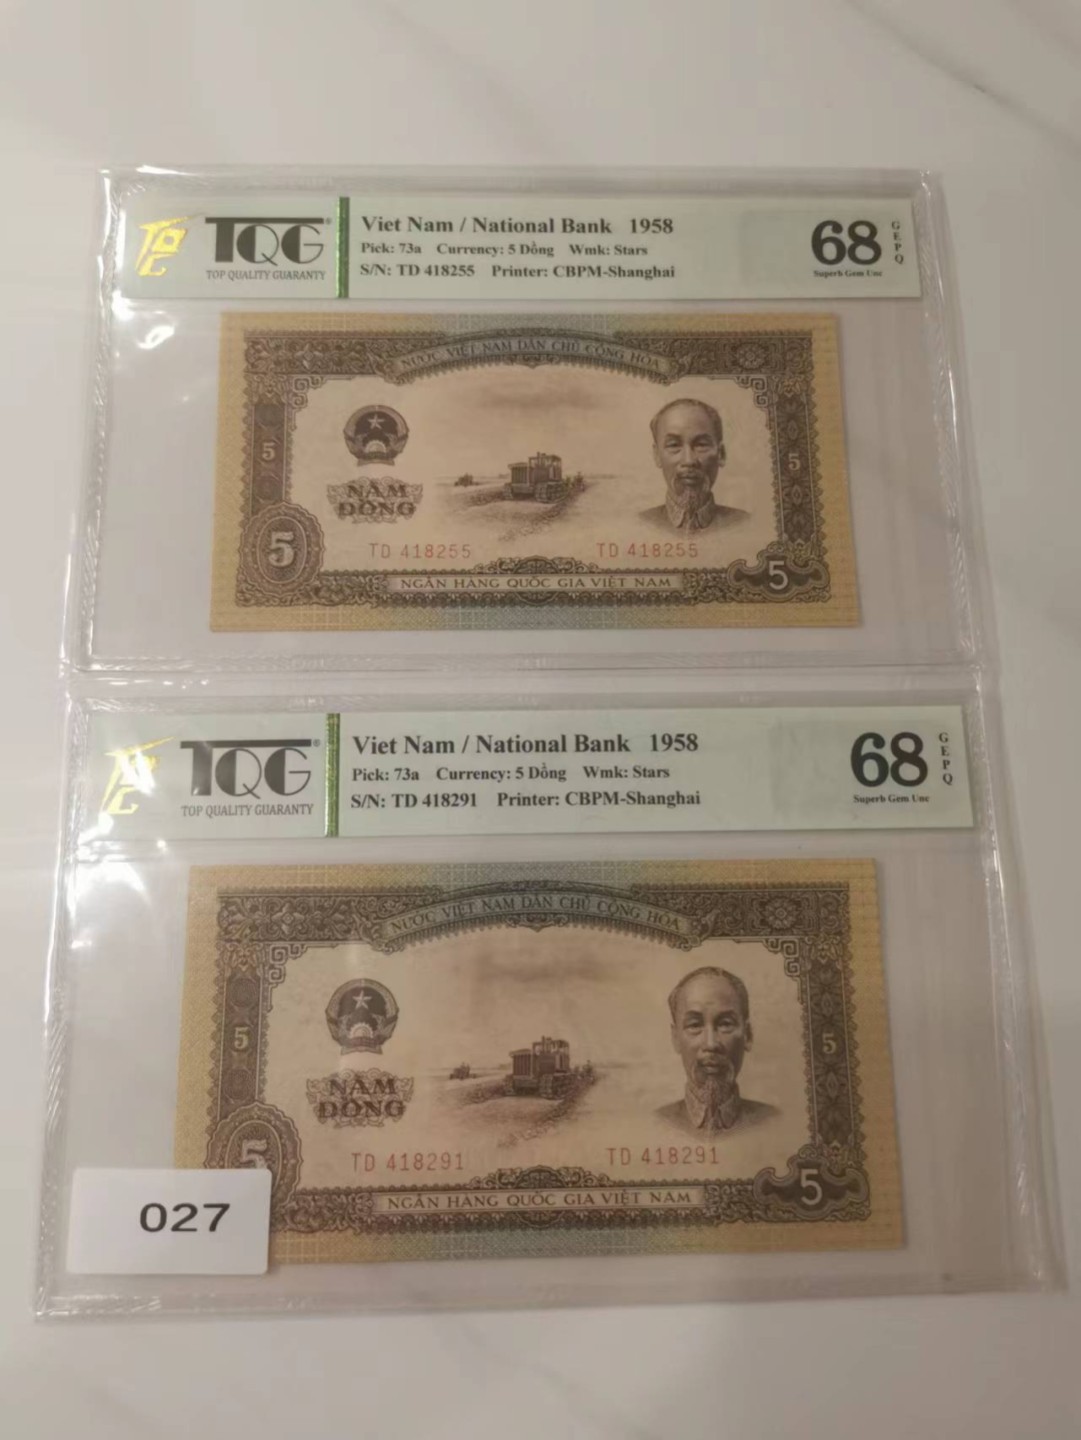 TQG®
TOP QUALITY GUARANTY
Viet Nam / National Bank 1958
Pick: 73a Currency: 5 Dồng Wmk: Stars
S/N: TD 418255 Printer: CBPM-Shanghai
68
GEPQ
Superb Gem Unc
NƯỚC VIỆT NAM DÂN CHỦ CỘNG HÒA
5
5
NĂM
ĐỒNG
TD 418255
TD 418255
5
5
NGÂN HÀNG QUỐC GIA VIỆT NAM
TQG®
TOP QUALITY GUARANTY
Viet Nam / National Bank 1958
Pick: 73a Currency: 5 Dồng Wmk: Stars
S/N: TD 418291 Printer: CBPM-Shanghai
68
GEPQ
Superb Gem Unc
NƯỚC VIỆT NAM DÂN CHỦ CỘNG HÒA
5
5
NĂM
ĐỒNG
TD 418291
TD 418291
5
5
NGÂN HÀNG QUỐC GIA VIỆT NAM
027